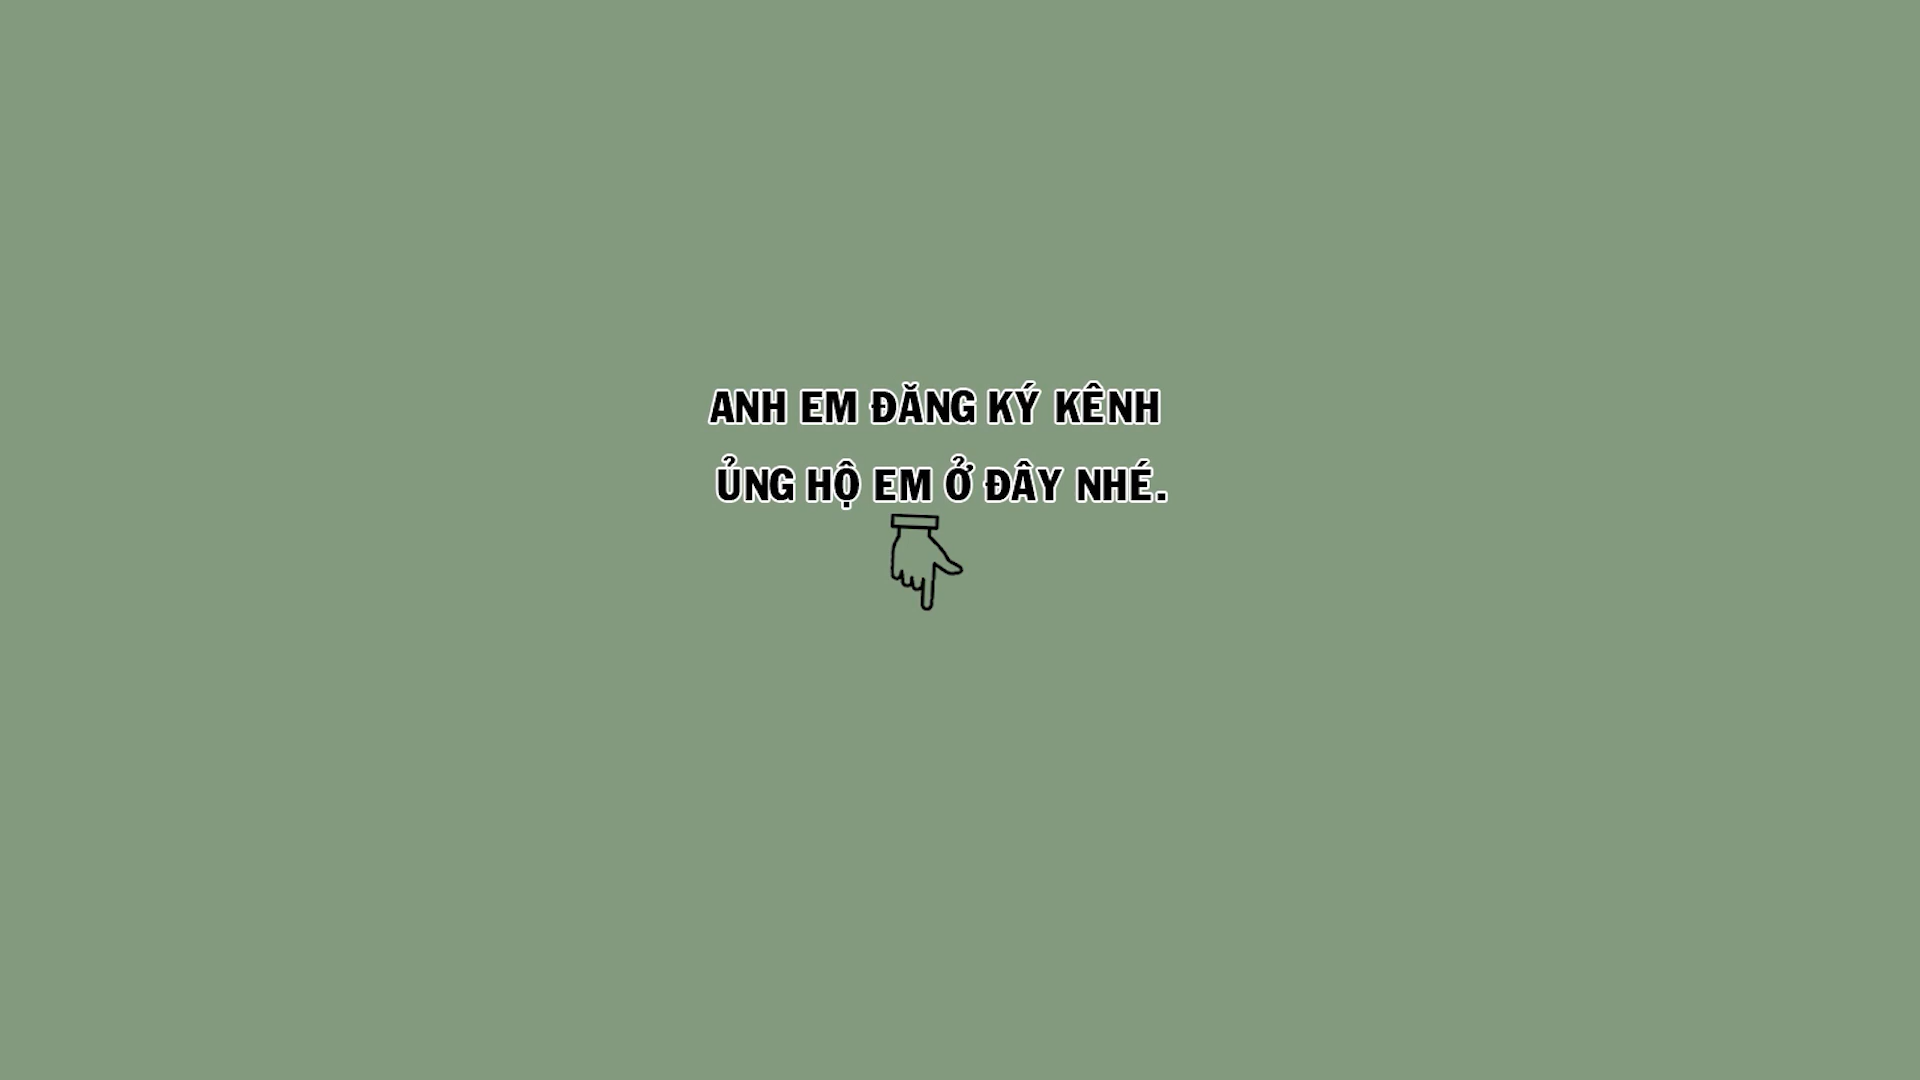 ANH EM ĐĂNG KÝ KÊNH
ỦNG HỘ EM Ở ĐÂY NHÉ.